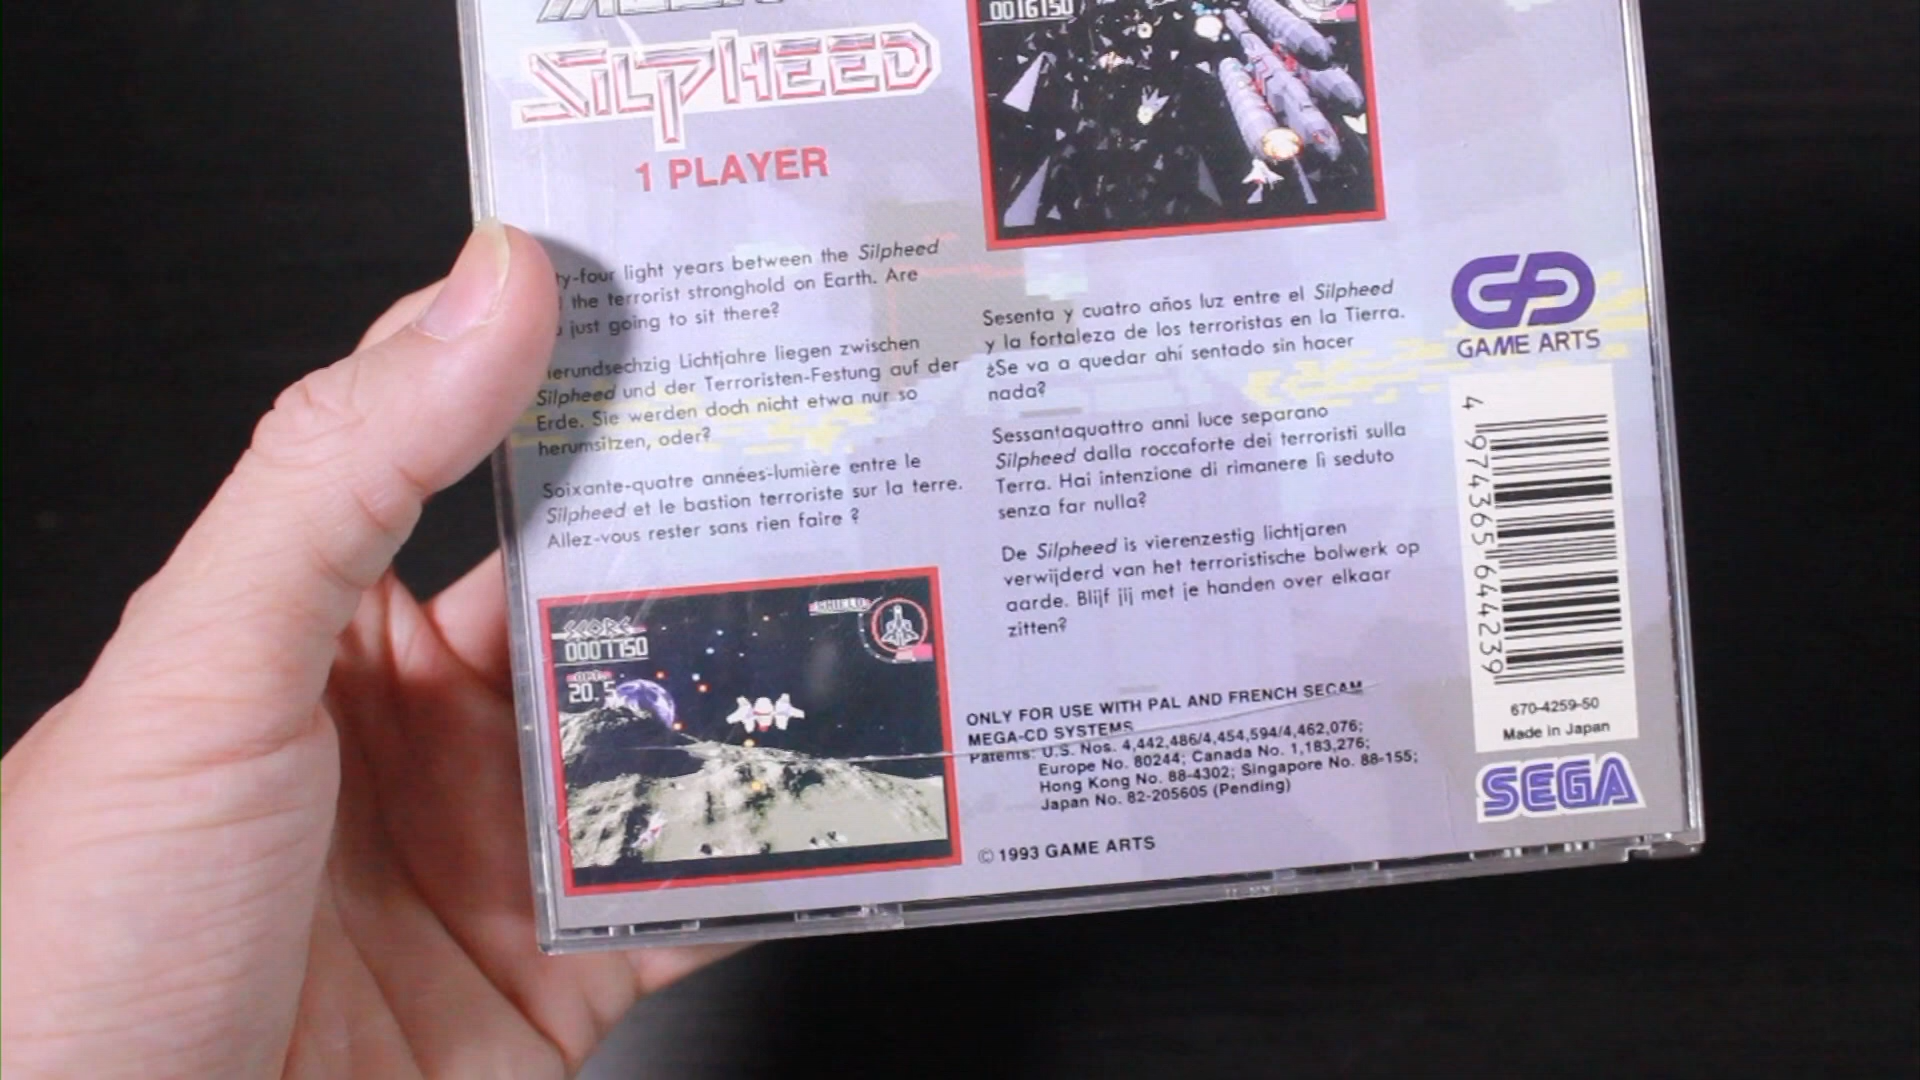 SILPHEED
1 PLAYER
ty-four light years between the Silpheed
the terrorist stronghold on Earth. Are
just going to sit there?
ierundsechzig Lichtjahre liegen zwischen
Silpheed und der Terroristen-Festung auf der
Erde. Sie werden doch nicht etwa nur so
herumsitzen, oder?
Soixante-quatre années-lumière entre le
Silpheed et le bastion terroriste sur la terre.
Allez-vous rester sans rien faire ?
SCORE
0007750
OPT.
20.5
SHIELD
0016150
Sesenta y cuatro años luz entre el Silpheed
y la fortaleza de los terroristas en la Tierra.
¿Se va a quedar ahí sentado sin hacer
nada?
Sessantaquattro anni luce separano
Silpheed dalla roccaforte dei terroristi sulla
Terra. Hai intenzione di rimanere lì seduto
senza far nulla?
De Silpheed is vierenzestig lichtjaren
verwijderd van het terroristische bolwerk op
aarde. Blijf jij met je handen over elkaar
zitten?
ONLY FOR USE WITH PAL AND FRENCH SECAM
MEGA-CD SYSTEMS
Patents: U.S. Nos. 4,442,486/4,454,594/4,462,076;
Europe No. 80244; Canada No. 1,183,276;
Hong Kong No. 88-4302; Singapore No. 88-155;
Japan No. 82-205605 (Pending)
© 1993 GAME ARTS
GAME ARTS
4 974365 644239
670-4259-50
Made in Japan
SEGA